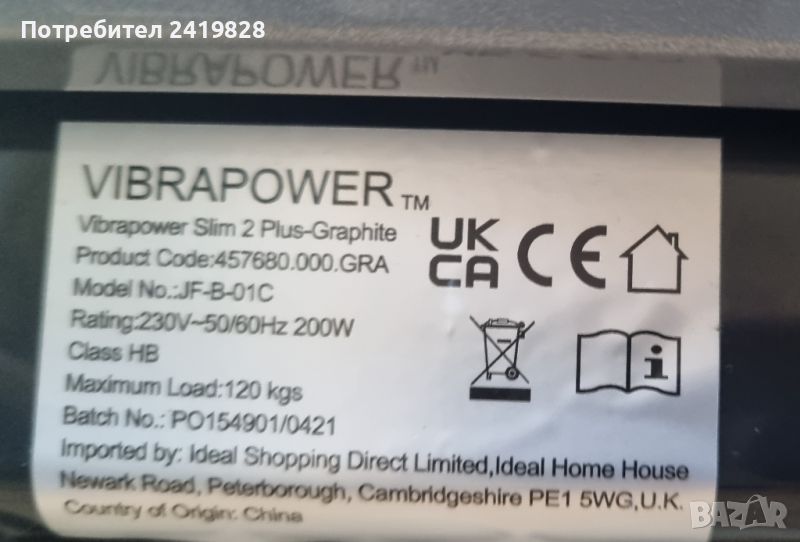 Потребител 2419828
VIBRAPOWER™
VIBRAPOWER™
Vibrapower Slim 2 Plus-Graphite
Product Code:457680.000.GRA
Model No.:JF-B-01C
Rating:230V~50/60Hz 200W
Class HB
Maximum Load:120 kgs
Batch No.: PO154901/0421
Imported by: Ideal Shopping Direct Limited,Ideal Home House
Newark Road, Peterborough, Cambridgeshire PE1 5WG,U.K.
Country of Origin: China
UK
CA CE
i
BAZAR